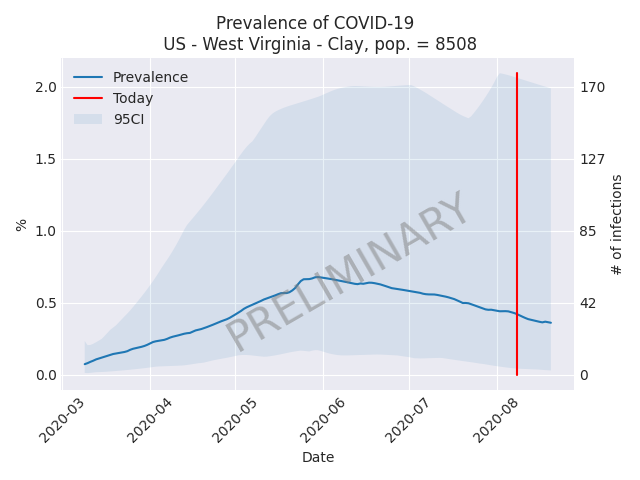 Prevalence of COVID-19
US - West Virginia - Clay, pop. = 8508
Prevalence
Today
95CI
2.0
1.5
1.0
0.5
0.0
%
170
127
85
42
0
# of infections
PRELIMINARY
2020-03
2020-04
2020-05
2020-06
2020-07
2020-08
Date